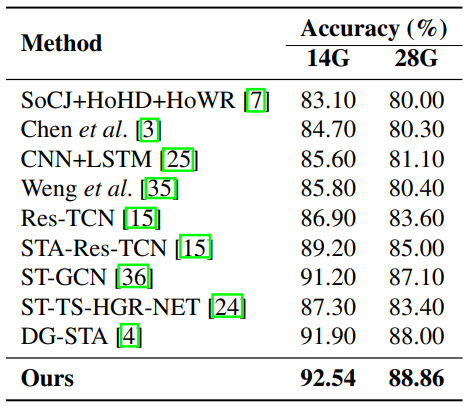 Method Accuracy (%)
14G 28G
SoCJ+HoHD+HoWR [7] 83.10 80.00
Chen et al. [3] 84.70 80.30
CNN+LSTM [25] 85.60 81.10
Weng et al. [35] 85.80 80.40
Res-TCN [15] 86.90 83.60
STA-Res-TCN [15] 89.20 85.00
ST-GCN [36] 91.20 87.10
ST-TS-HGR-NET [24] 87.30 83.40
DG-STA [4] 91.90 88.00
Ours 92.54 88.86